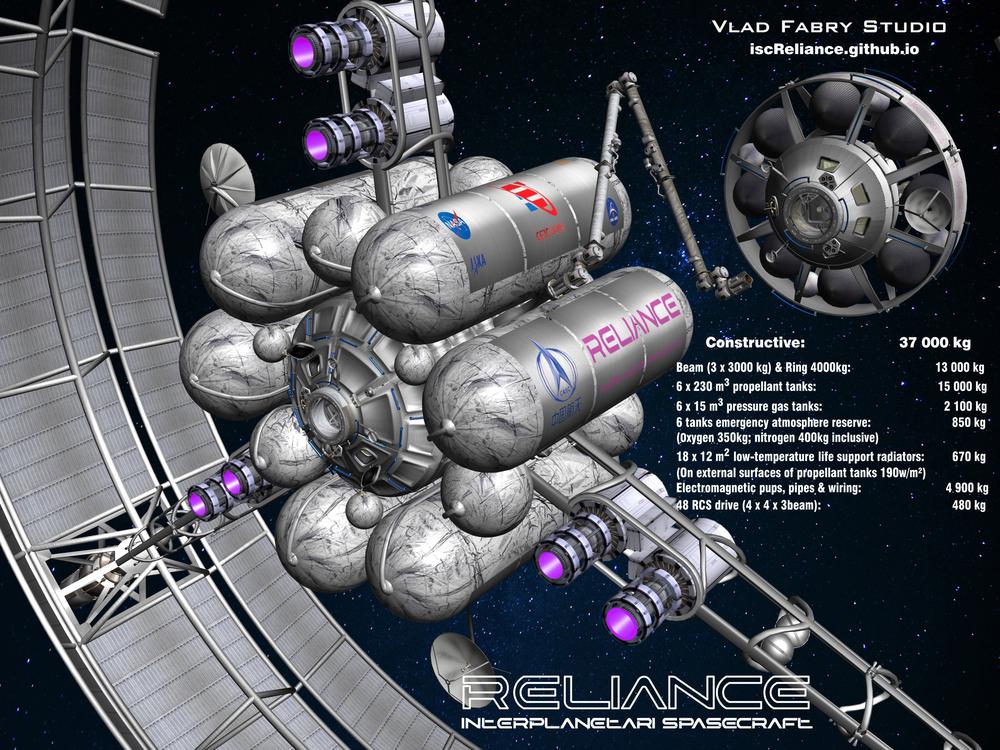 VLAD FABRY STUDIO
iscReliance.github.io
NASA
RELIANCE
Constructive: 37 000 kg
Beam (3 x 3000 kg) & Ring 4000kg: 13 000 kg
6 x 230 m³ propellant tanks: 15 000 kg
6 x 15 m³ pressure gas tanks: 2 100 kg
6 tanks emergency atmosphere reserve: 850 kg
(Oxygen 350kg; nitrogen 400kg inclusive)
18 x 12 m² low-temperature life support radiators: 670 kg
(On external surfaces of propellant tanks 190w/m²)
Electromagnetic pups, pipes & wiring: 4.900 kg
48 RCS drive (4 x 4 x 3beam): 480 kg
RELIANCE
INTERPLANETARI SPASECRAFT